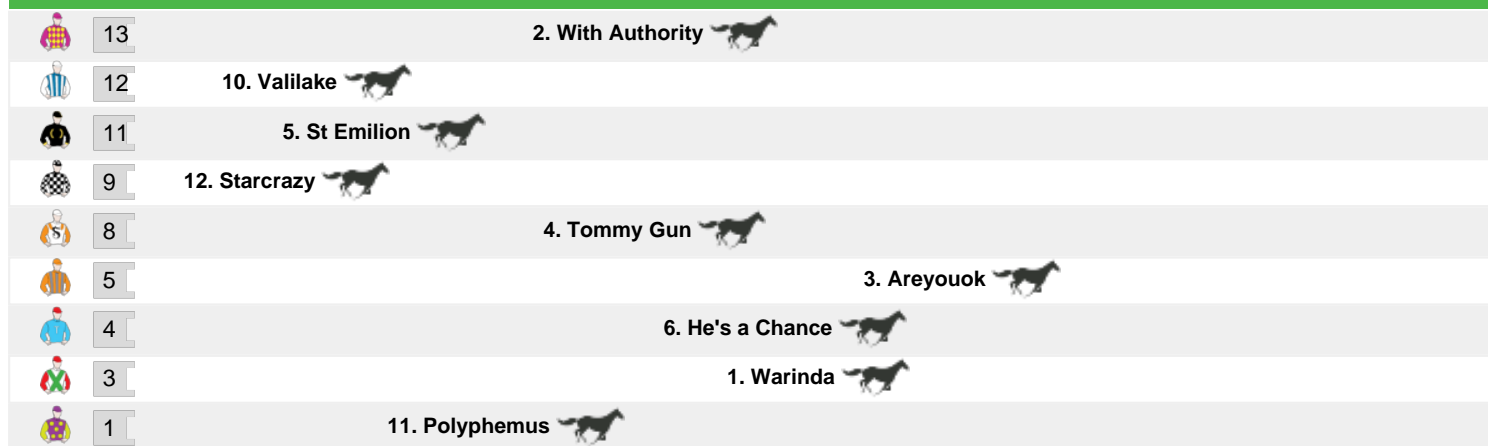 13 2. With Authority
12 10. Valilake
11 5. St Emilion
9 12. Starcrazy
8 S 4. Tommy Gun
5 3. Areyouok
4 6. He's a Chance
3 1. Warinda
1 11. Polyphemus